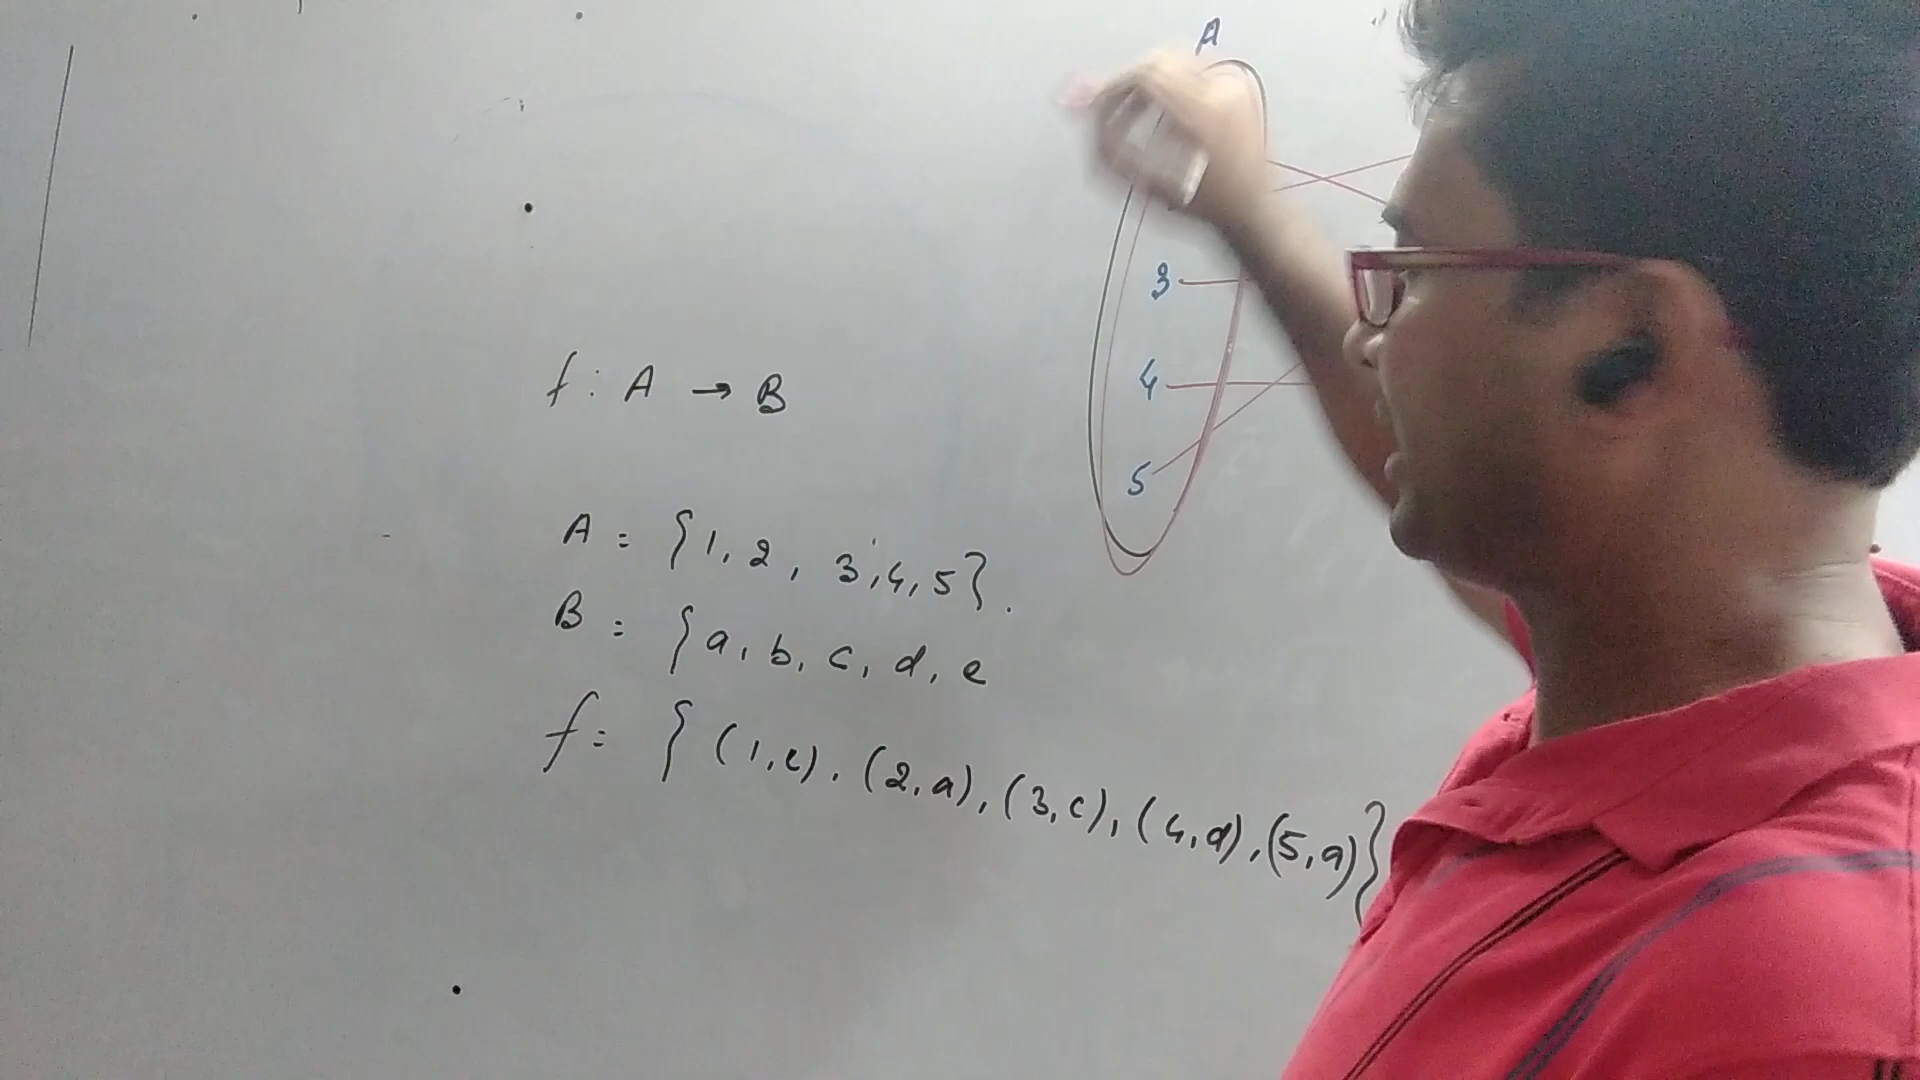 A
3
4
5
f : A → B
A = {1, 2, 3, 4, 5}.
B = {a, b, c, d, e
f = {(1, e), (2, a), (3, c), (4, d), (5, a)}